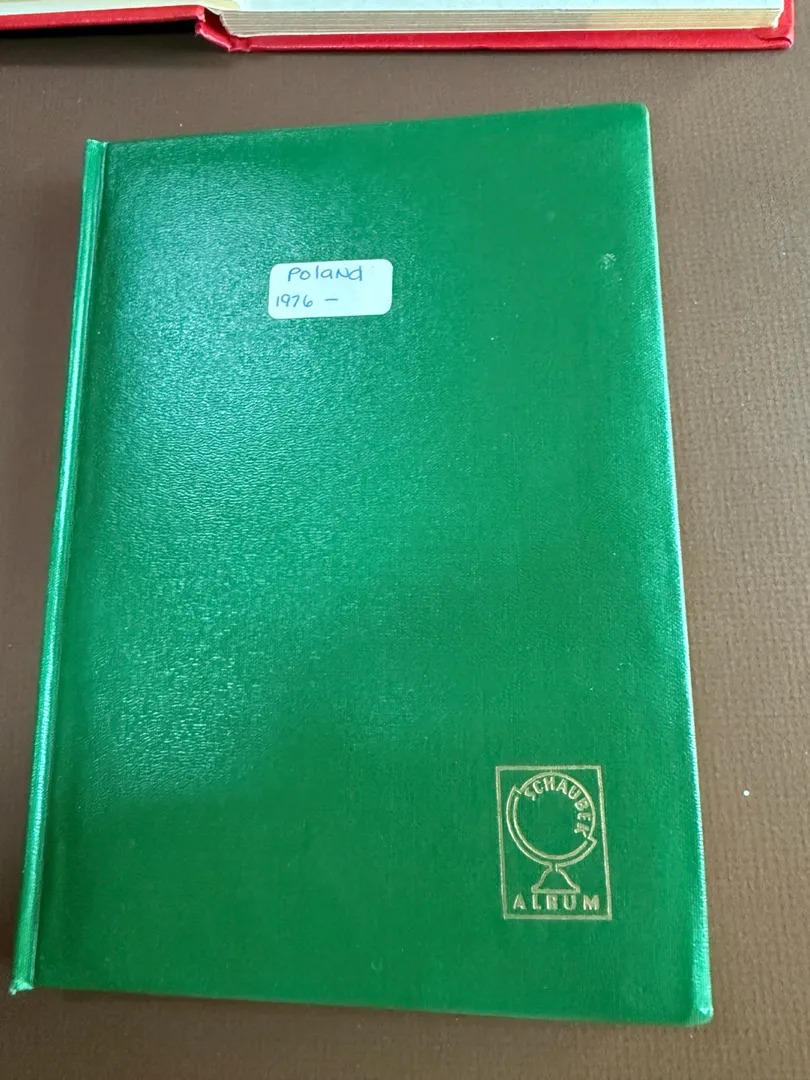 Poland
1976 -
SCHAUBEK
ALBUM